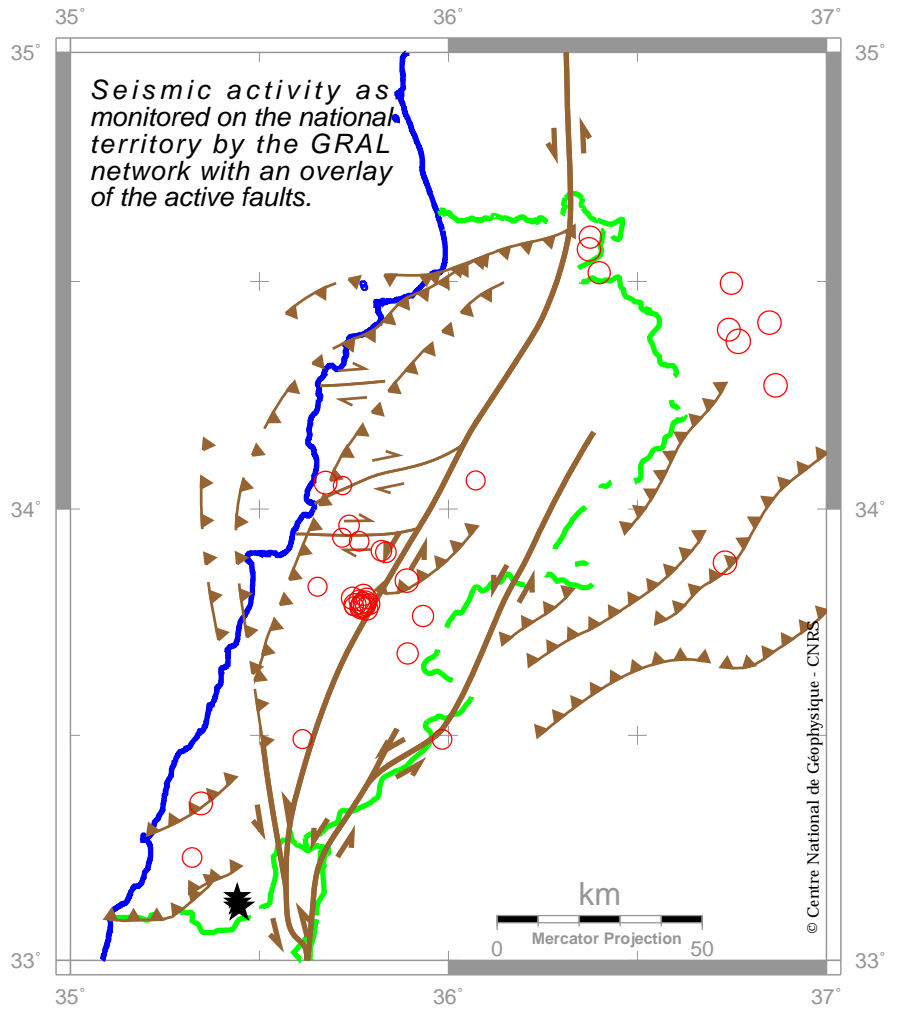 35°
36°
37°
35°
35°
Seismic activity as
monitored on the national
territory by the GRAL
network with an overlay
of the active faults.
34°
34°
© Centre National de Géophysique - CNRS
km
Mercator Projection
0
50
33°
33°
35°
36°
37°